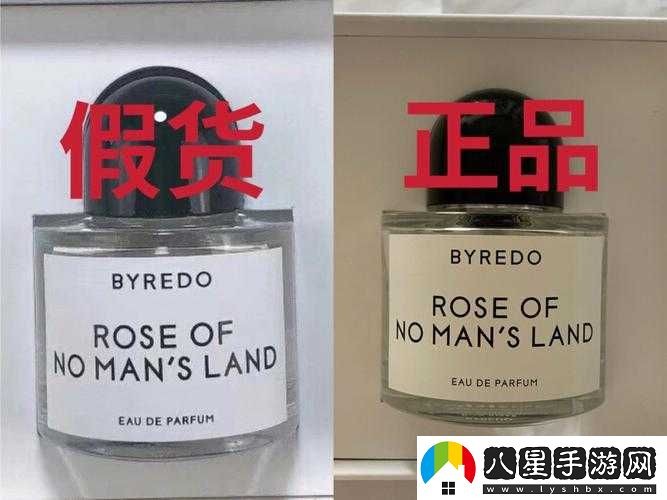 假货
BYREDO
ROSE OF
NO MAN'S LAND
EAU DE PARFUM
正品
BYREDO
ROSE OF
NO MAN'S LAND
EAU DE PARFUM
八星手游网
www.lyshbx.com